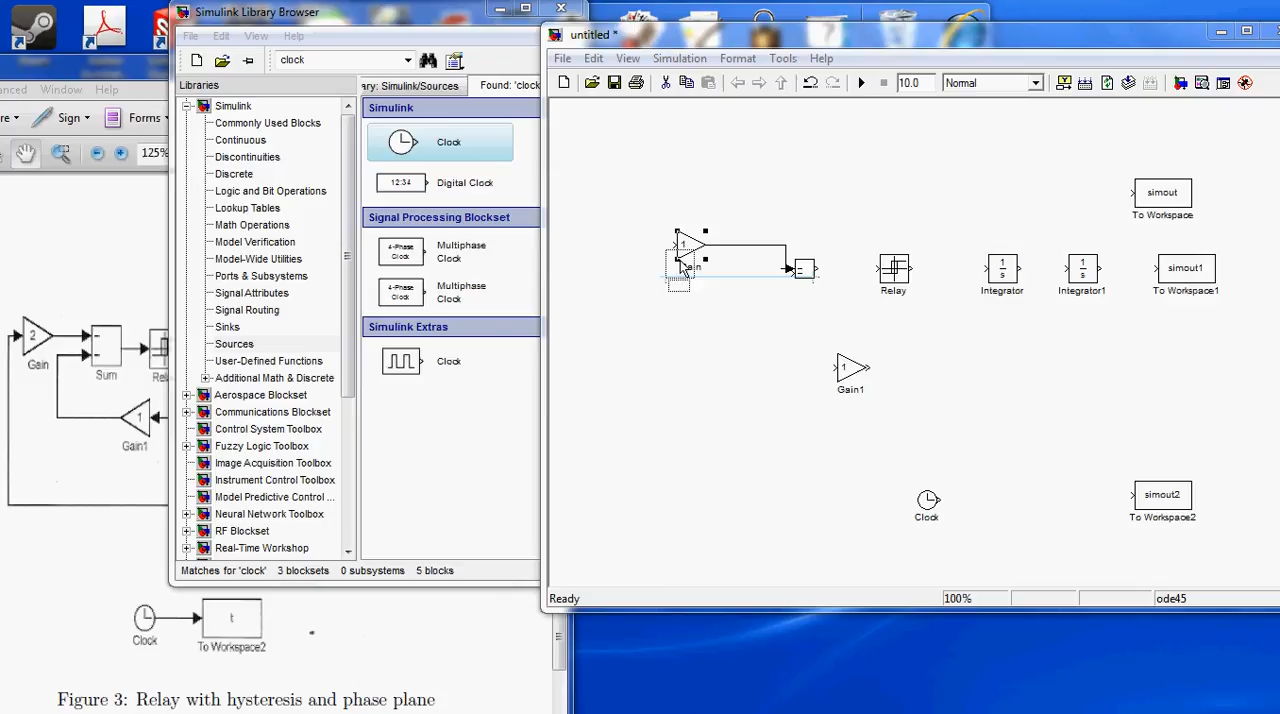 Simulink Library Browser
File Edit View Help
clock
Libraries
ary: Simulink/Sources
Found: 'clock
Simulink
Commonly Used Blocks
Continuous
Discontinuities
Discrete
Logic and Bit Operations
Lookup Tables
Math Operations
Model Verification
Model-Wide Utilities
Ports & Subsystems
Signal Attributes
Signal Routing
Sinks
Sources
User-Defined Functions
Additional Math & Discrete
Aerospace Blockset
Communications Blockset
Control System Toolbox
Fuzzy Logic Toolbox
Image Acquisition Toolbox
Instrument Control Toolbox
Model Predictive Control ...
Neural Network Toolbox
RF Blockset
Real-Time Workshop
Simulink
Clock
12:34
Digital Clock
Signal Processing Blockset
4-Phase
Clock
Multiphase
Clock
4-Phase
Clock
Multiphase
Clock
Simulink Extras
Clock
Matches for 'clock' 3 blocksets 0 subsystems 5 blocks
untitled *
File Edit View Simulation Format Tools Help
10.0
Normal
1
simout
To Workspace
Relay
1
s
Integrator
1
s
Integrator1
simout1
To Workspace1
1
Gain1
Clock
simout2
To Workspace2
Ready
100%
ode45
anced Window Help
re Sign Forms
125%
2
Gain
Sum
Rel
1
Gain1
Clock
t
To Workspace2
Figure 3: Relay with hysteresis and phase plane